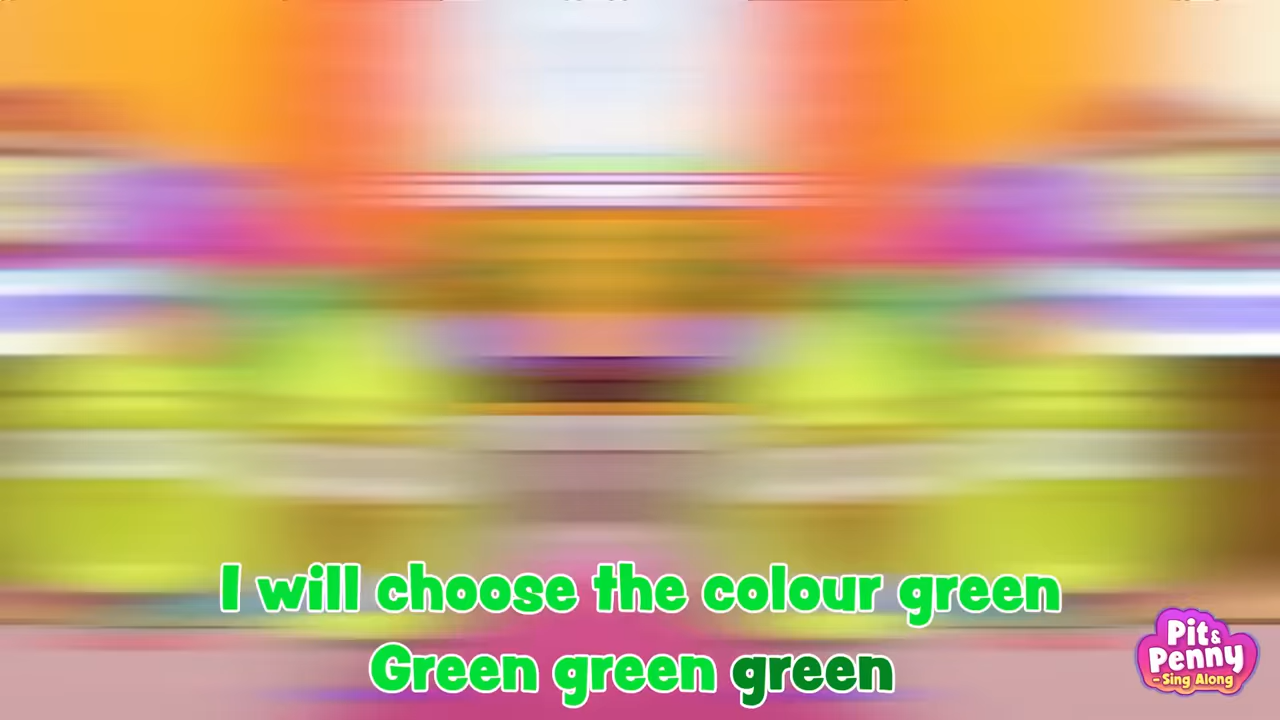 I will choose the colour green
Green green green
Pit &
Penny
- Sing Along